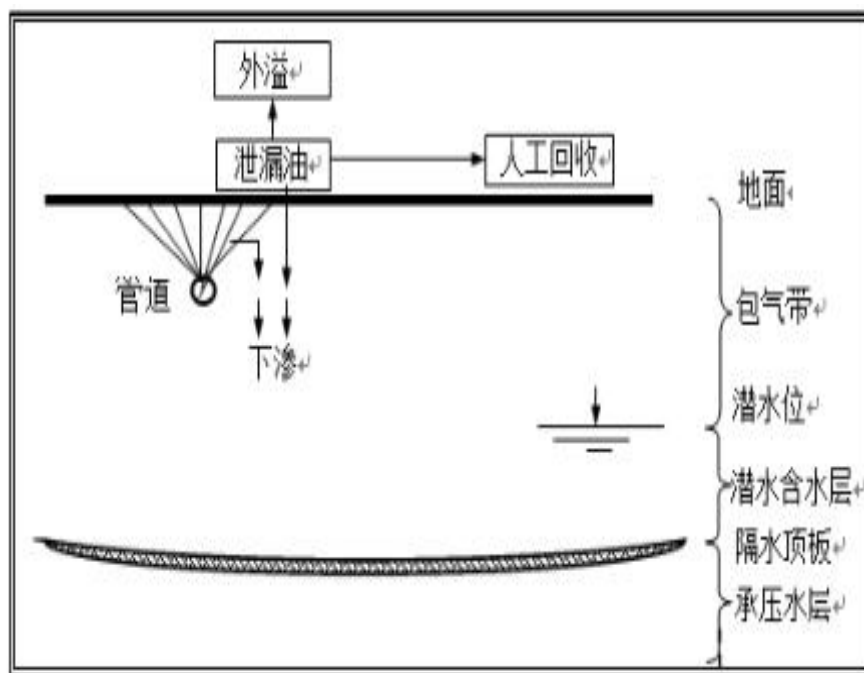 外溢↵
泄漏油↵
人工回收↵
地面↵
管道
包气带↵
下渗↵
潜水位↵
潜水含水层↵
隔水顶板↵
承压水层↵